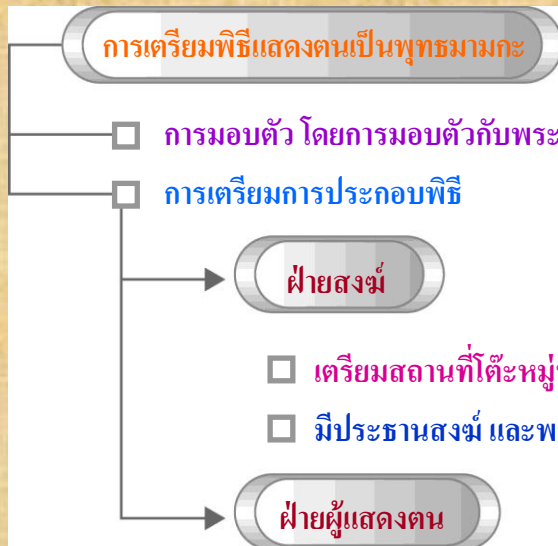 การเตรียมพิธีแสดงตนเป็นพุทธมามกะ
การมอบตัว โดยการมอบตัวกับพระ
การเตรียมการประกอบพิธี
ฝ่ายสงฆ์
เตรียมสถานที่โต๊ะหมู่
มีประธานสงฆ์ และพ
ฝ่ายผู้แสดงตน